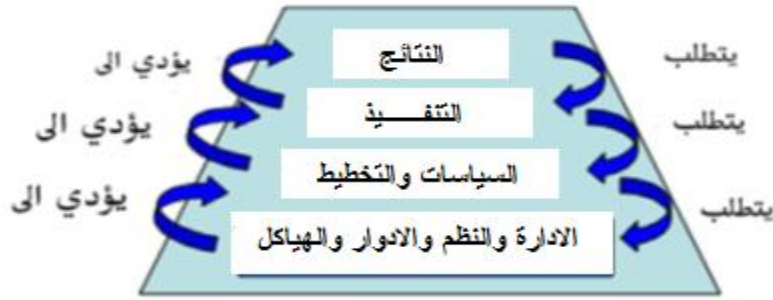 النتائج
يتطلب
يؤدي الى
التنفـــــيذ
يتطلب
يؤدي الى
السياسات والتخطيط
يتطلب
يؤدي الى
الادارة والنظم والادوار والهياكل